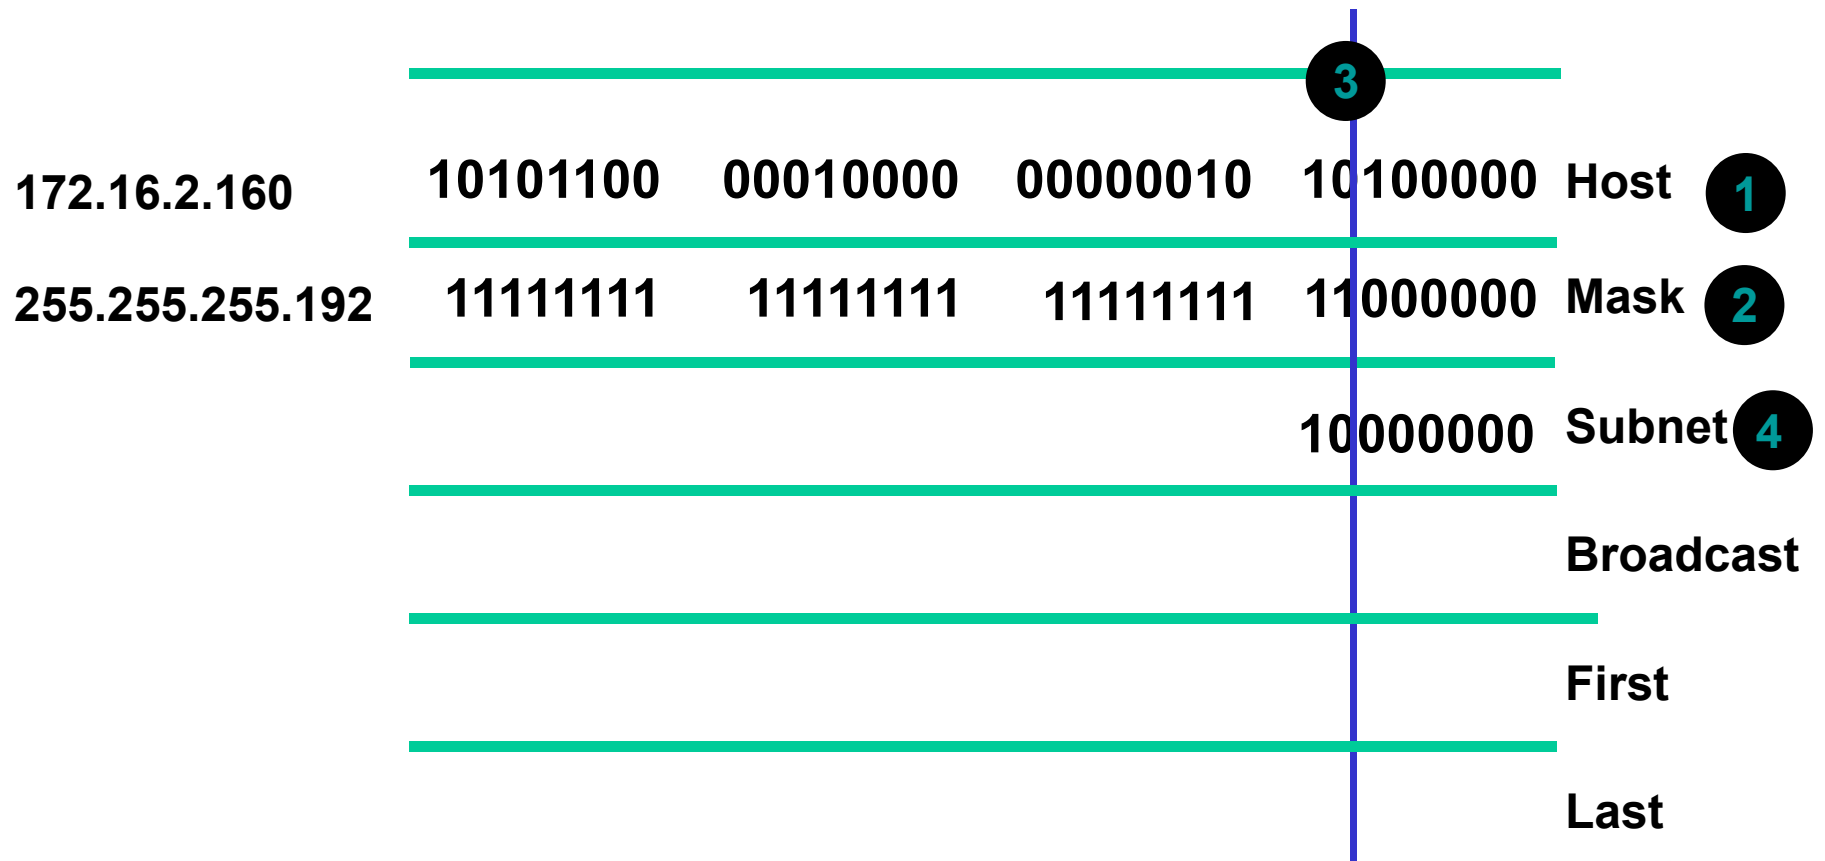 3
172.16.2.160 10101100 00010000 00000010 10100000 Host 1
255.255.255.192 11111111 11111111 11111111 11000000 Mask 2
10000000 Subnet 4
Broadcast
First
Last